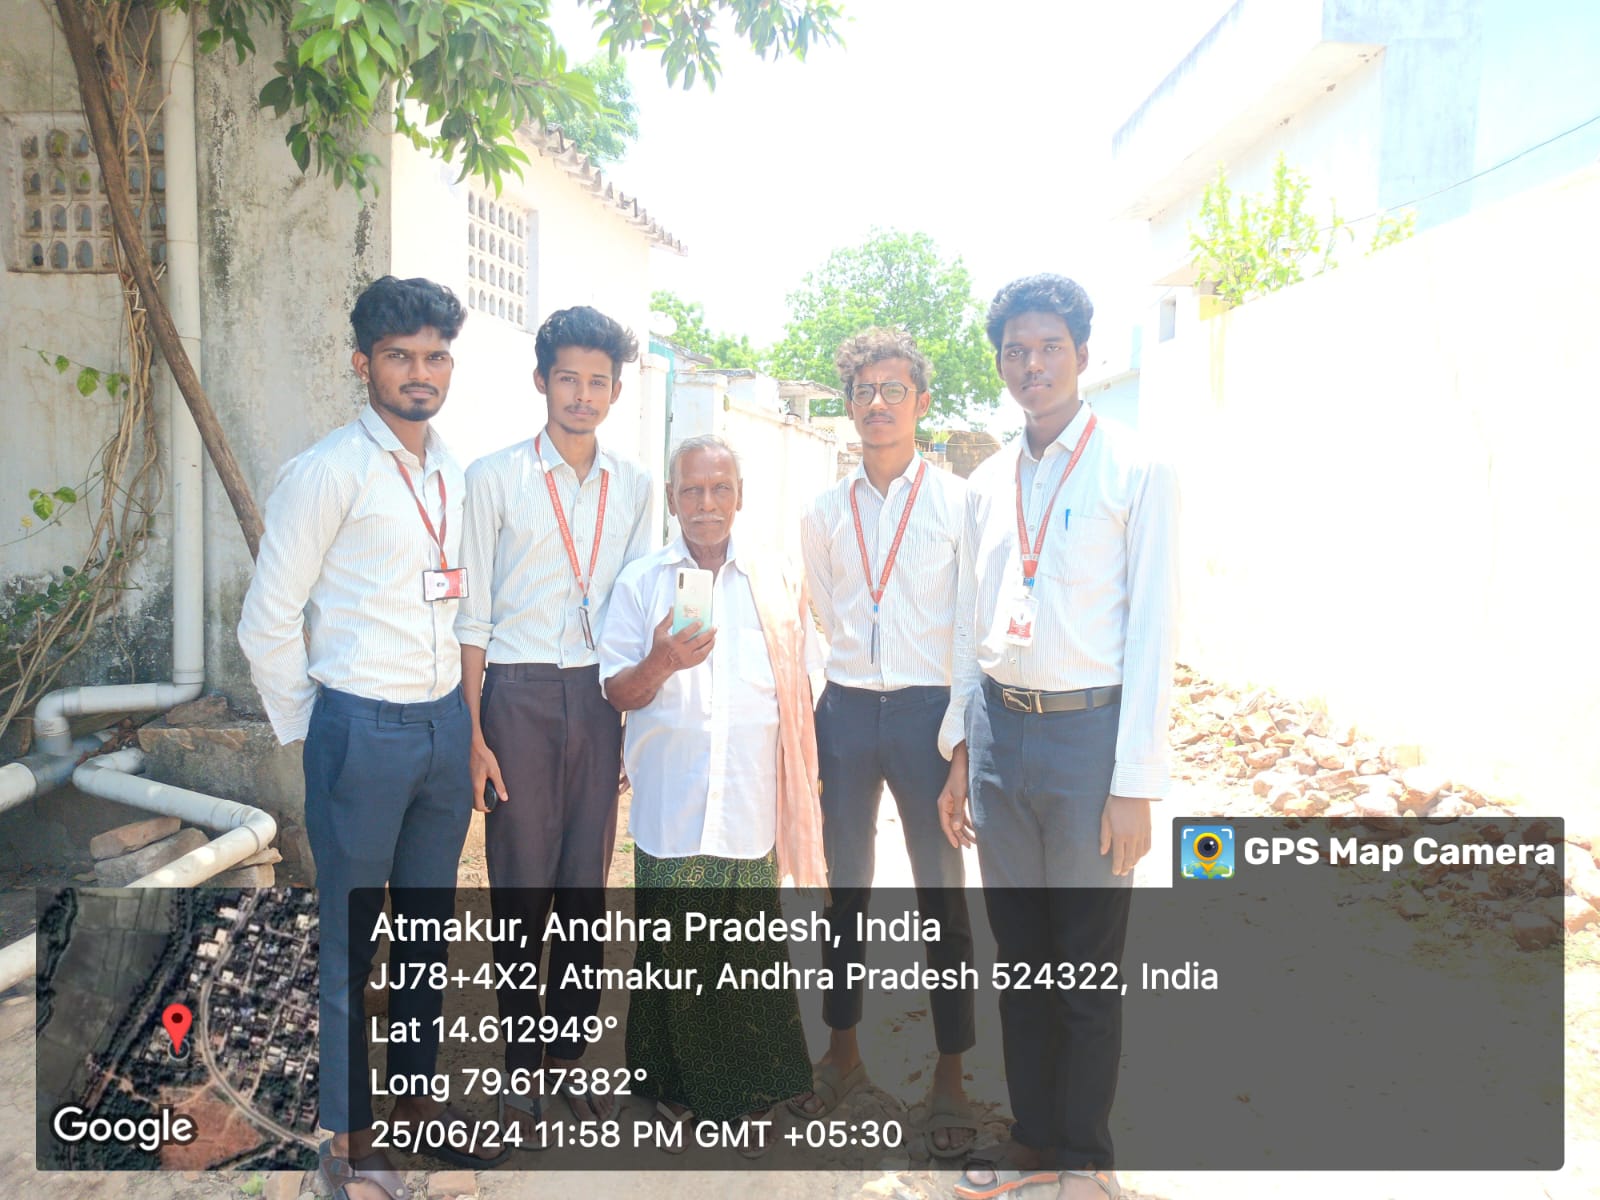 GPS Map Camera
Atmakur, Andhra Pradesh, India
JJ78+4X2, Atmakur, Andhra Pradesh 524322, India
Lat 14.612949°
Long 79.617382°
25/06/24 11:58 PM GMT +05:30
Google